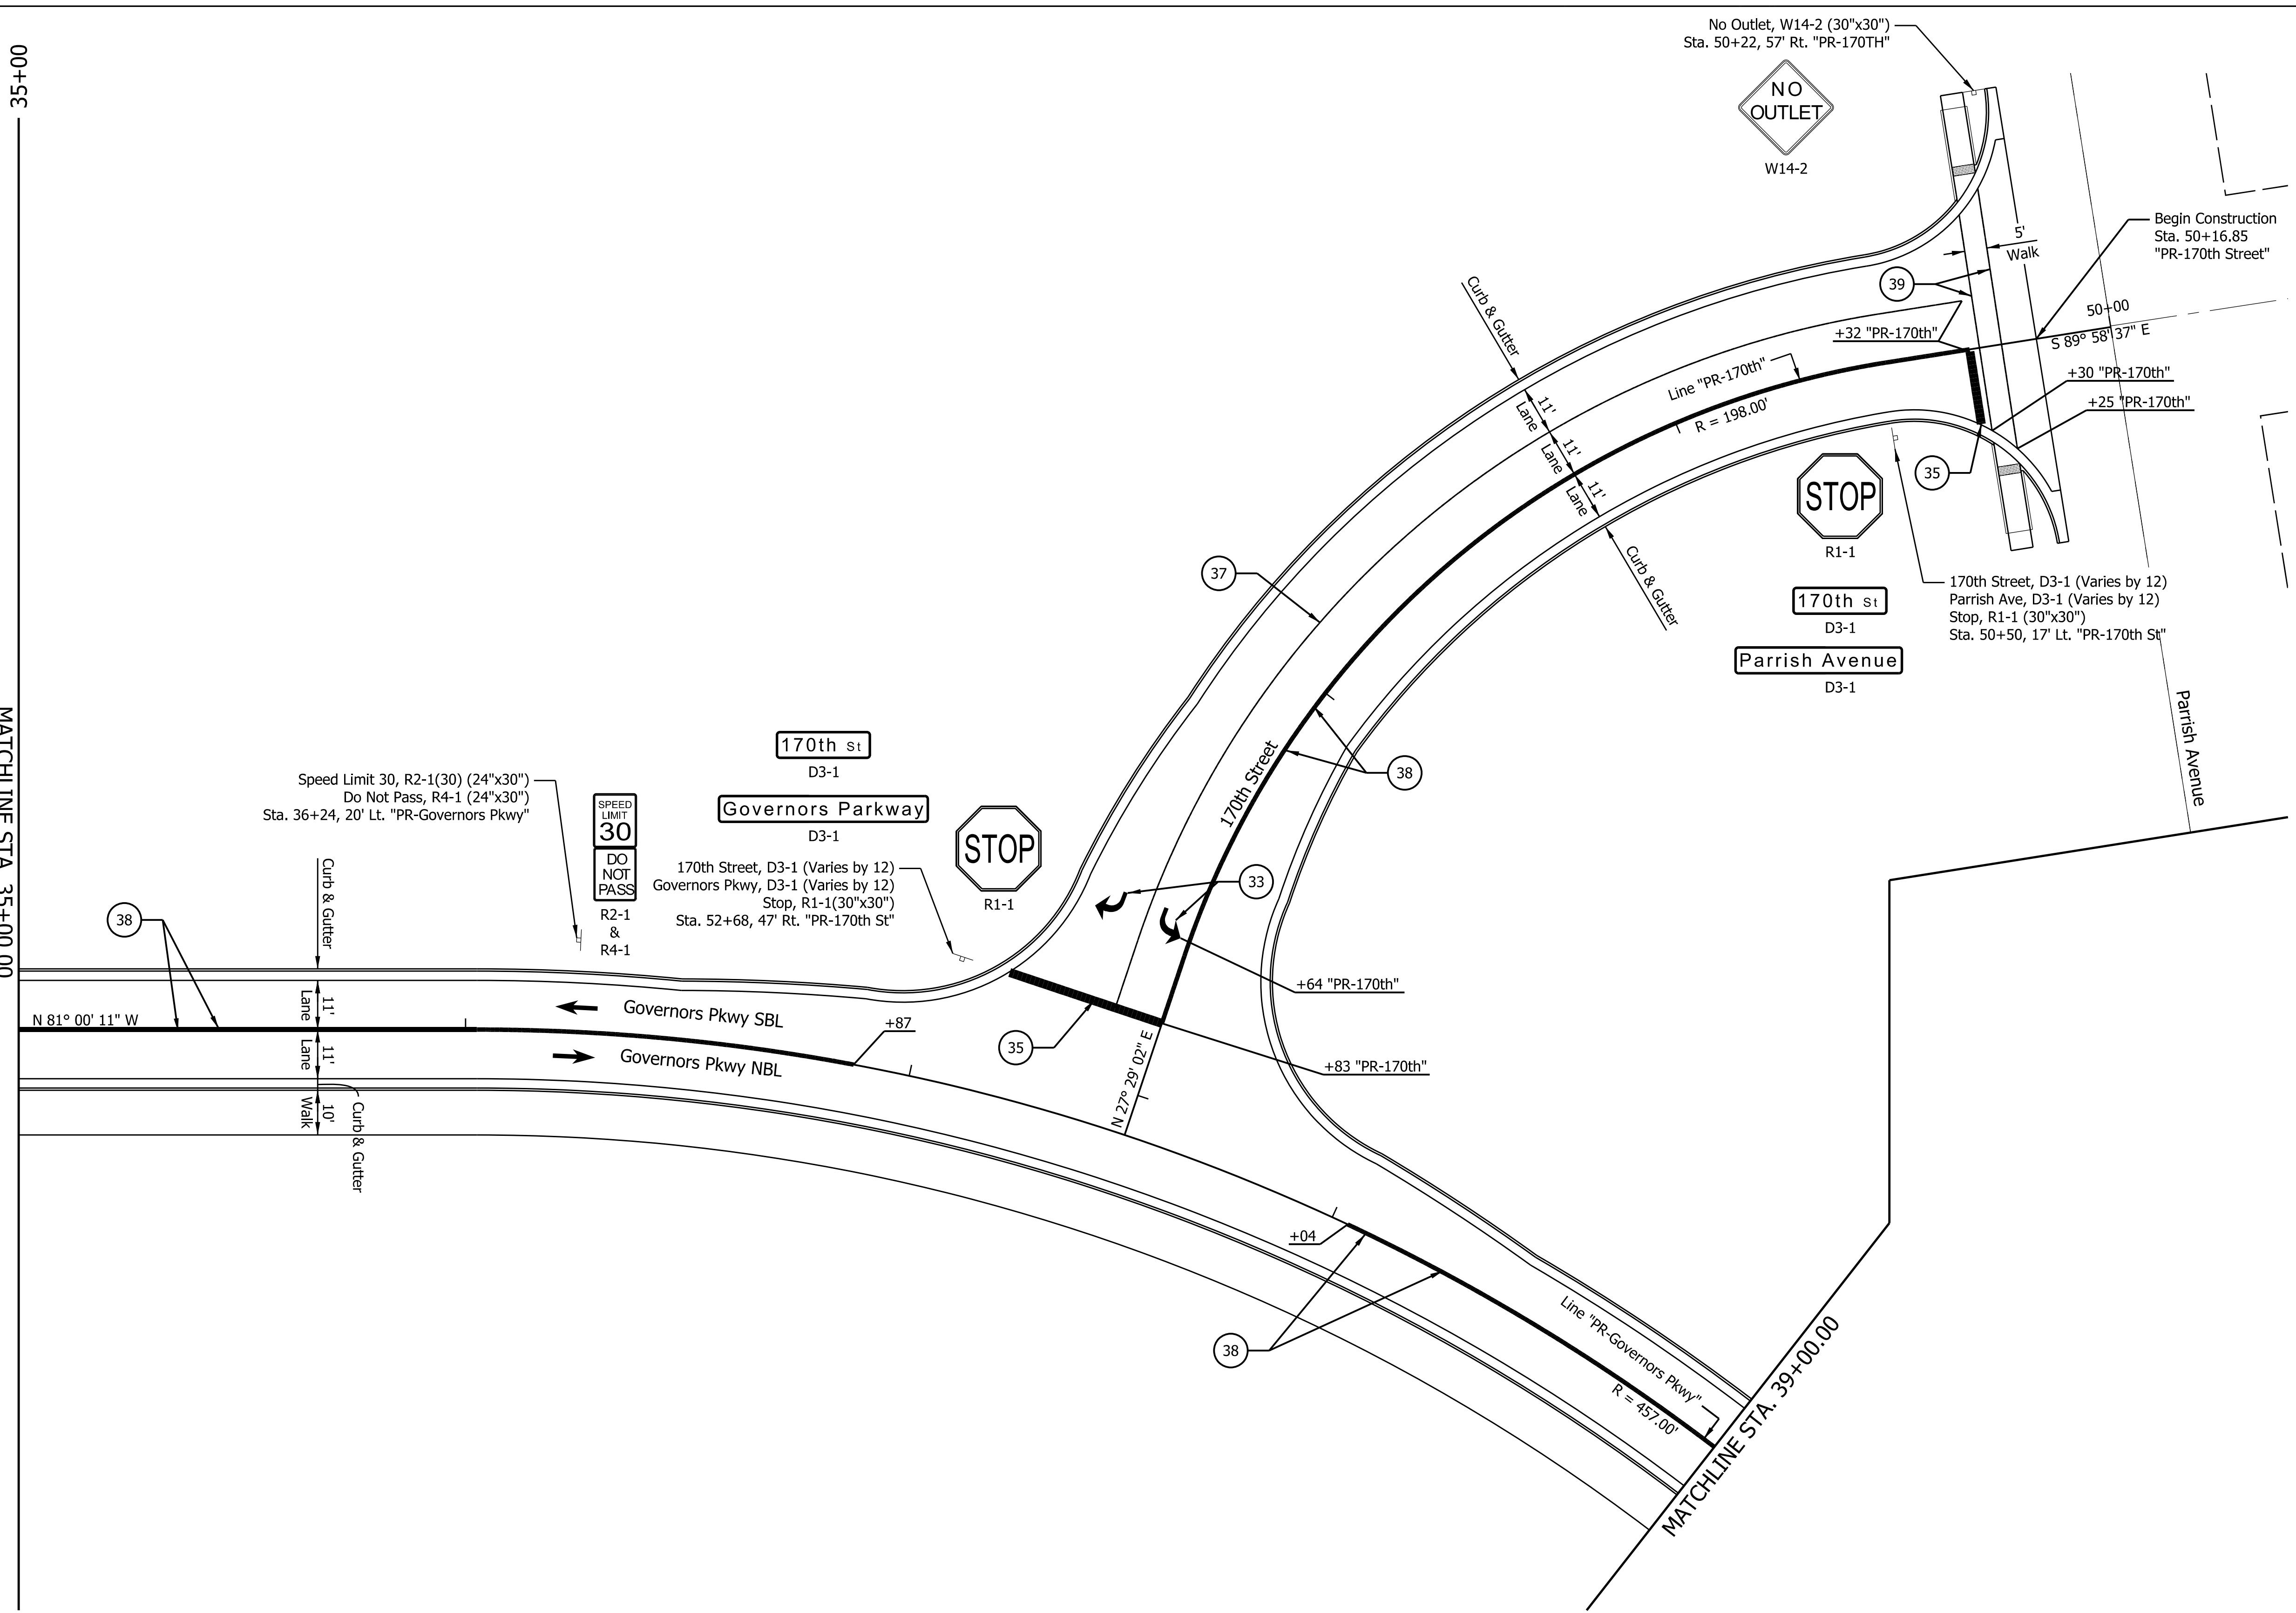 No Outlet, W14-2 (30"x30")
Sta. 50+22, 57' Rt. "PR-170TH"
NO
OUTLET
W14-2
35+00
Begin Construction
Sta. 50+16.85
"PR-170th Street"
5'
Walk
39
50+00
S 89° 58' 37" E
+32 "PR-170th"
+30 "PR-170th"
+25 "PR-170th"
Curb & Gutter
11'
Lane
11'
Lane
11'
Lane
Curb & Gutter
Line "PR-170th"
R = 198.00'
35
STOP
R1-1
170th St
D3-1
Parrish Avenue
D3-1
170th Street, D3-1 (Varies by 12)
Parrish Ave, D3-1 (Varies by 12)
Stop, R1-1 (30"x30")
Sta. 50+50, 17' Lt. "PR-170th St"
Parrish Avenue
37
38
170th Street
33
MATCHLINE STA. 35+00.00
Speed Limit 30, R2-1(30) (24"x30")
Do Not Pass, R4-1 (24"x30")
Sta. 36+24, 20' Lt. "PR-Governors Pkwy"
SPEED
LIMIT
30
DO
NOT
PASS
R2-1
&
R4-1
170th St
D3-1
Governors Parkway
D3-1
170th Street, D3-1 (Varies by 12)
Governors Pkwy, D3-1 (Varies by 12)
Stop, R1-1(30"x30")
Sta. 52+68, 47' Rt. "PR-170th St"
STOP
R1-1
38
Curb & Gutter
N 81° 00' 11" W
11'
Lane
11'
Lane
10'
Walk
Curb & Gutter
Governors Pkwy SBL
Governors Pkwy NBL
+87
35
+64 "PR-170th"
+83 "PR-170th"
N 27° 29' 02" E
+04
38
Line "PR-Governors Pkwy"
R = 457.00'
MATCHLINE STA. 39+00.00